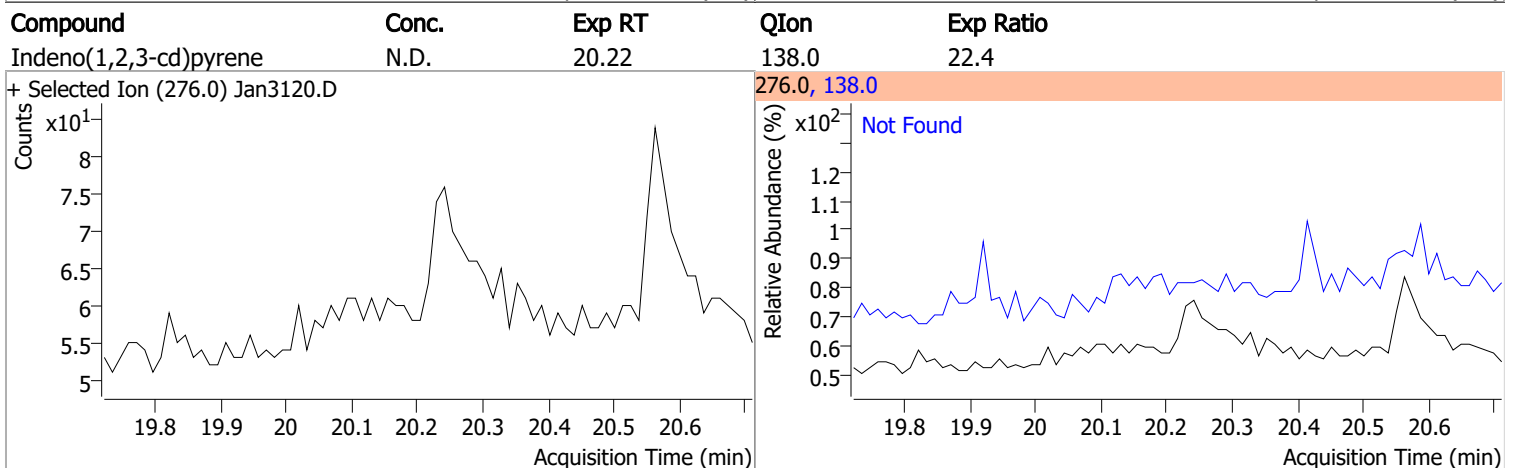 Compound Conc. Exp RT QIon Exp Ratio
Indeno(1,2,3-cd)pyrene N.D. 20.22 138.0 22.4
+ Selected Ion (276.0) Jan3120.D
Counts
x10¹
8
7.5
7
6.5
6
5.5
5
19.8 19.9 20 20.1 20.2 20.3 20.4 20.5 20.6
Acquisition Time (min)
276.0, 138.0
Relative Abundance (%)
x10²
Not Found
1.2
1.1
1
0.9
0.8
0.7
0.6
0.5
19.8 19.9 20 20.1 20.2 20.3 20.4 20.5 20.6
Acquisition Time (min)